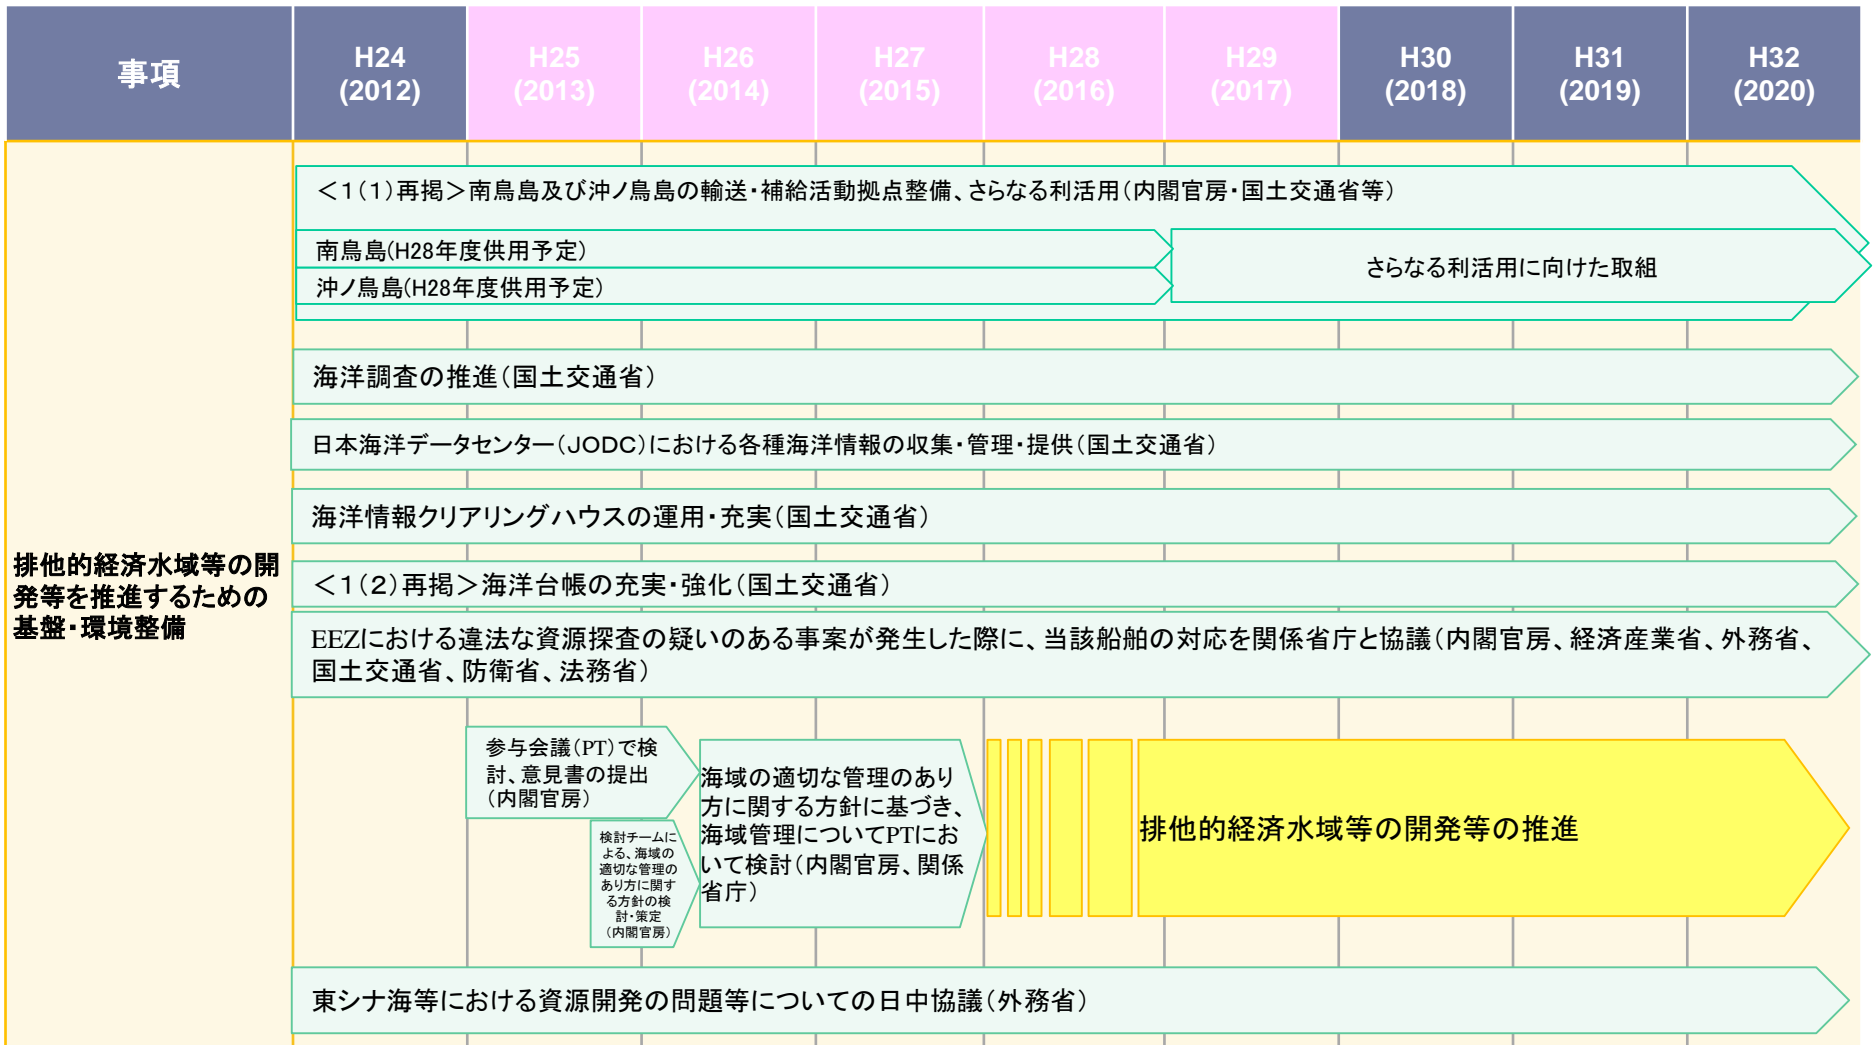 事項
H24
(2012)
H25
(2013)
H26
(2014)
H27
(2015)
H28
(2016)
H29
(2017)
H30
(2018)
H31
(2019)
H32
(2020)
排他的経済水域等の開
発等を推進するための
基盤・環境整備
＜１(１)再掲＞南鳥島及び沖ノ鳥島の輸送・補給活動拠点整備、さらなる利活用(内閣官房・国土交通省等)
南鳥島(H28年度供用予定)
沖ノ鳥島(H28年度供用予定)
さらなる利活用に向けた取組
海洋調査の推進(国土交通省)
日本海洋データセンター(JODC)における各種海洋情報の収集・管理・提供(国土交通省)
海洋情報クリアリングハウスの運用・充実(国土交通省)
＜１(２)再掲＞海洋台帳の充実・強化(国土交通省)
EEZにおける違法な資源探査の疑いのある事案が発生した際に、当該船舶の対応を関係省庁と協議(内閣官房、経済産業省、外務省、
国土交通省、防衛省、法務省)
参与会議(PT)で検
討、意見書の提出
(内閣官房)
検討チームに
よる、海域の
適切な管理の
あり方に関す
る方針の検
討・策定
(内閣官房)
海域の適切な管理のあり
方に関する方針に基づき、
海域管理についてPTにお
いて検討(内閣官房、関係
省庁)
排他的経済水域等の開発等の推進
東シナ海等における資源開発の問題等についての日中協議(外務省)